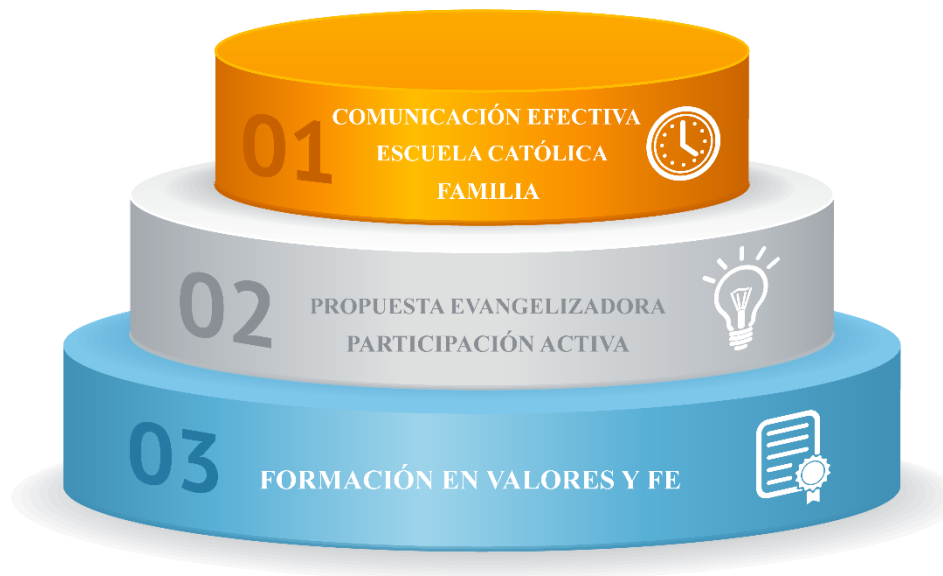 01
COMUNICACIÓN EFECTIVA
ESCUELA CATÓLICA
FAMILIA
02
PROPUESTA EVANGELIZADORA
PARTICIPACIÓN ACTIVA
03
FORMACIÓN EN VALORES Y FE